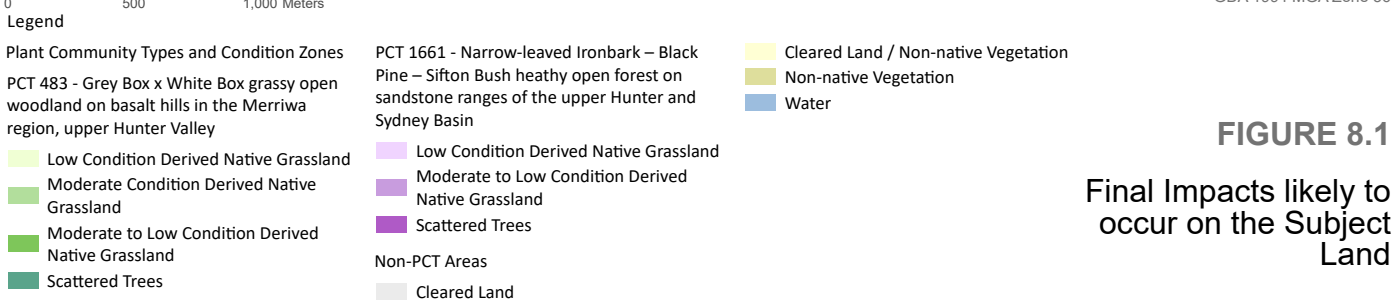 0 500 1,000 Meters
Legend
Plant Community Types and Condition Zones
PCT 483 - Grey Box x White Box grassy open
woodland on basalt hills in the Merriwa
region, upper Hunter Valley
Low Condition Derived Native Grassland
Moderate Condition Derived Native
Grassland
Moderate to Low Condition Derived
Native Grassland
Scattered Trees
PCT 1661 - Narrow-leaved Ironbark – Black
Pine – Sifton Bush heathy open forest on
sandstone ranges of the upper Hunter and
Sydney Basin
Low Condition Derived Native Grassland
Moderate to Low Condition Derived
Native Grassland
Scattered Trees
Non-PCT Areas
Cleared Land
Cleared Land / Non-native Vegetation
Non-native Vegetation
Water
FIGURE 8.1
Final Impacts likely to
occur on the Subject
Land